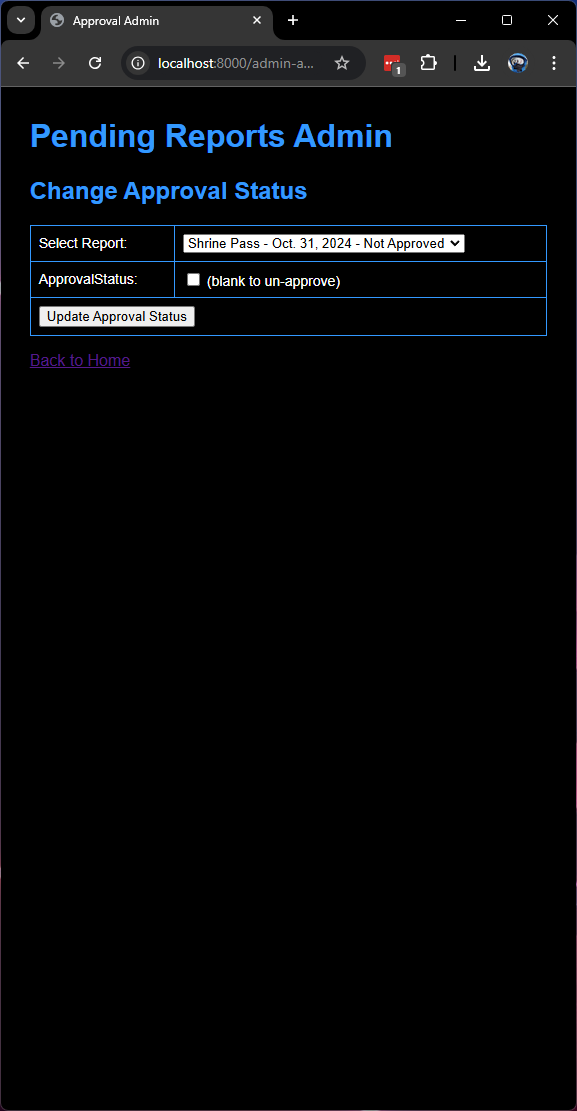 Approval Admin
localhost:8000/admin-a...
1
Pending Reports Admin
Change Approval Status
Select Report: Shrine Pass - Oct. 31, 2024 - Not Approved
ApprovalStatus: (blank to un-approve)
Update Approval Status
Back to Home